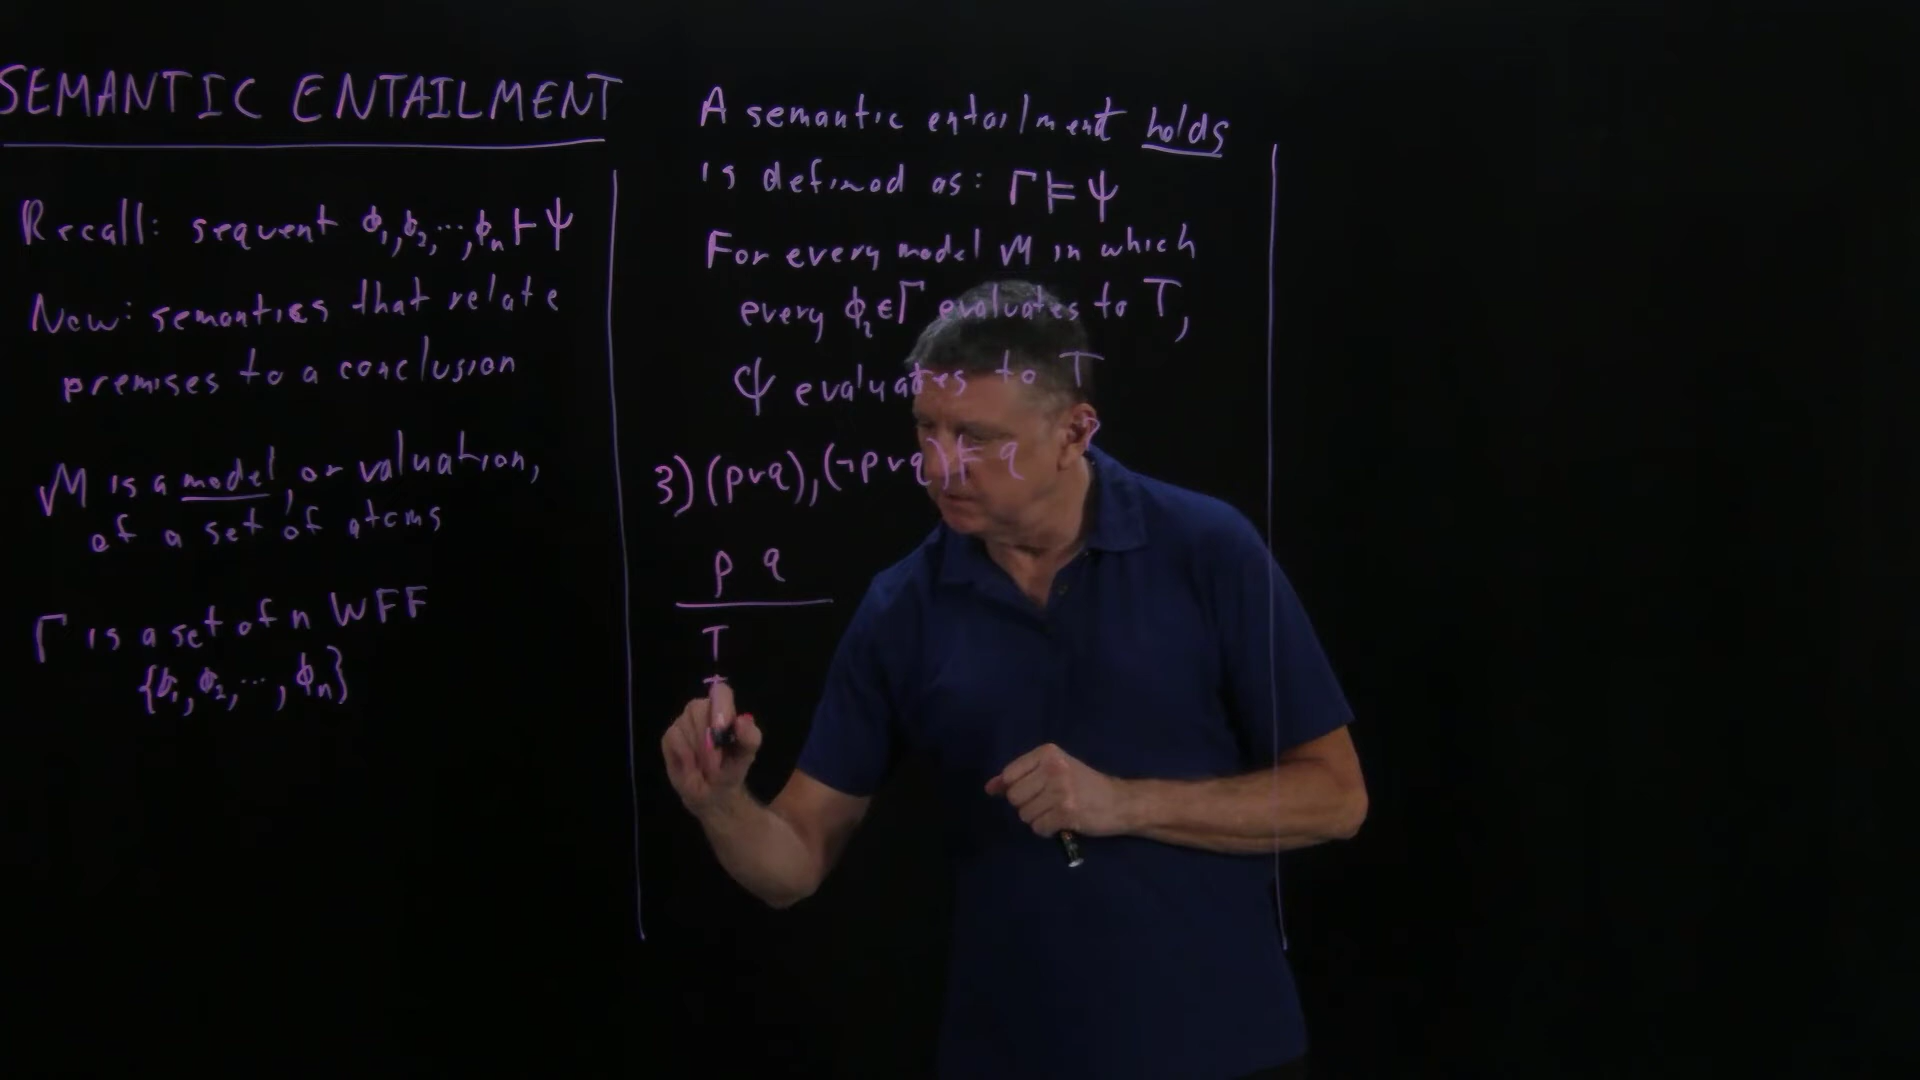 SEMANTIC ENTAILMENT
Recall: sequent ϕ₁,ϕ₂,...,ϕₙ⊢ψ
Now: semantics that relate
premises to a conclusion
M is a model, or valuation,
of a set of atoms
Γ is a set of n WFF
{ϕ₁,ϕ₂,...,ϕₙ}
A semantic entailment holds
is defined as: Γ⊨ψ
For every model M in which
every ϕᵢ∈Γ evaluates to T,
ψ evaluates to T
3) (p∨q),(¬p∨q)⊨q
p q
T
T